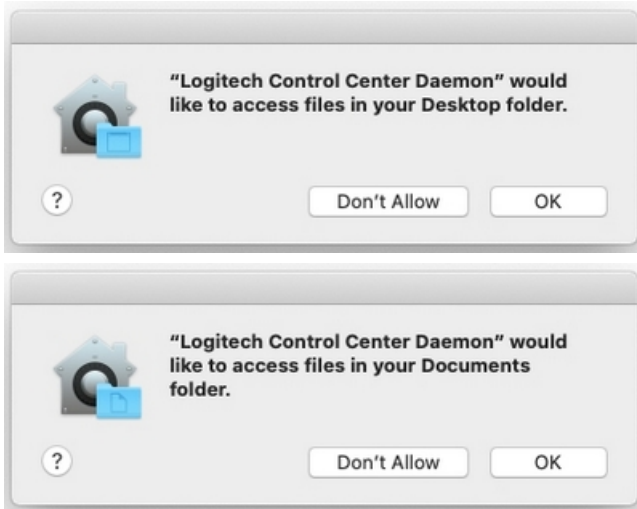 “Logitech Control Center Daemon” would
like to access files in your Desktop folder.
?
Don’t Allow
OK
“Logitech Control Center Daemon” would
like to access files in your Documents
folder.
?
Don’t Allow
OK